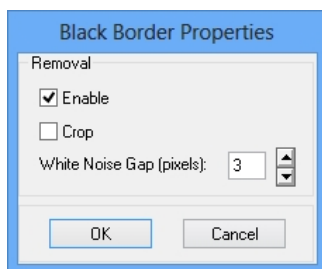 Black Border Properties
Removal
Enable
Crop
White Noise Gap (pixels): 3
OK Cancel